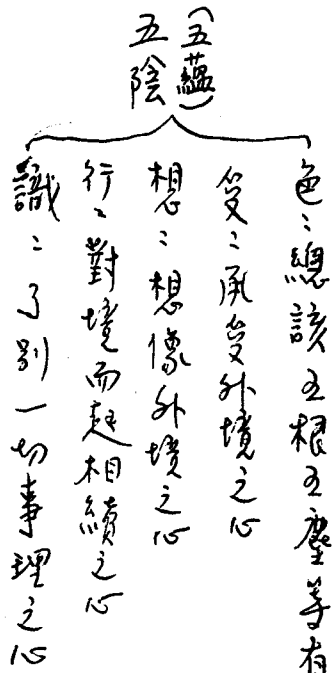 (五蘊)
五陰
色：總該五根五塵等有
受：承受外境之心
想：想像外境之心
行：對境而起相續之心
識：了別一切事理之心